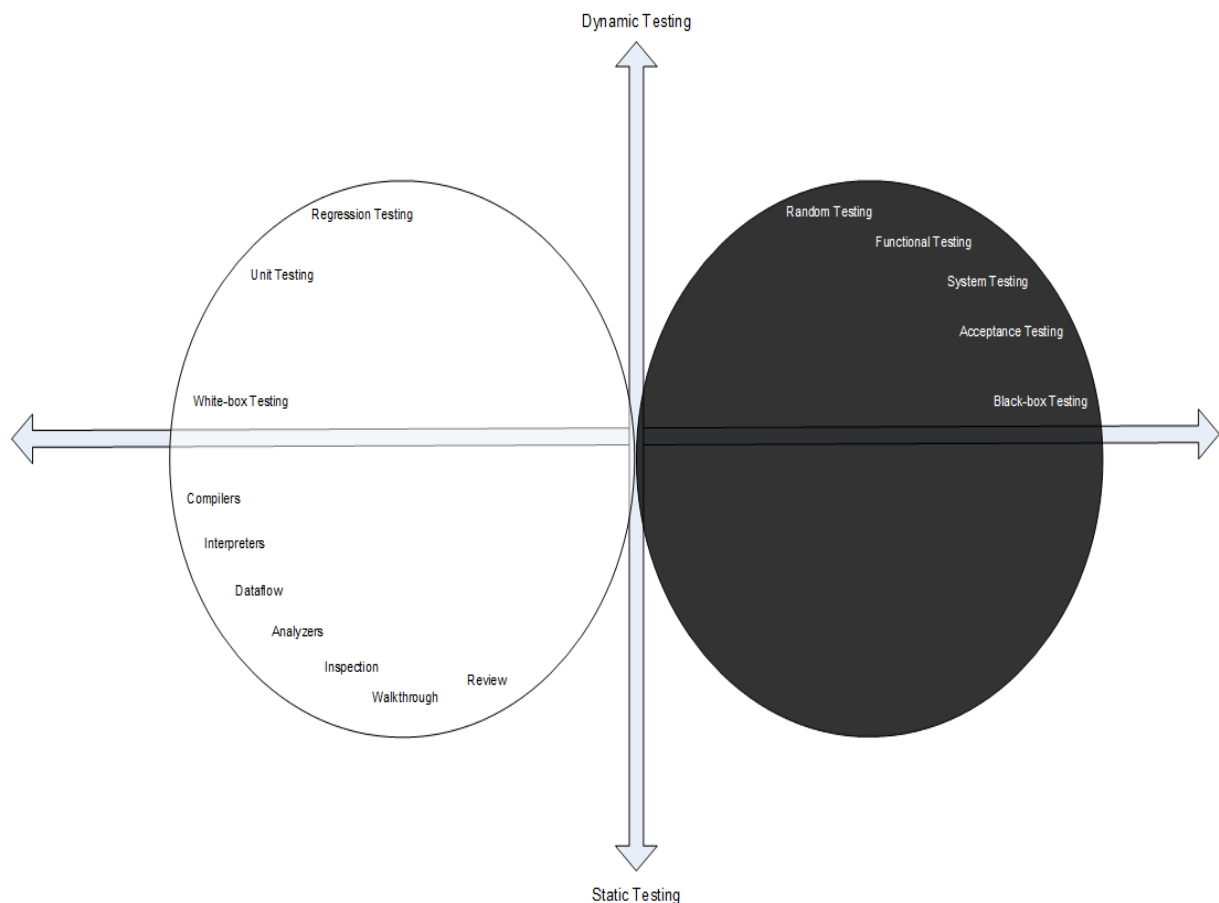 Dynamic Testing
Regression Testing
Random Testing
Functional Testing
Unit Testing
System Testing
Acceptance Testing
White-box Testing
Black-box Testing
Compilers
Interpreters
Dataflow
Analyzers
Inspection
Review
Walkthrough
Static Testing